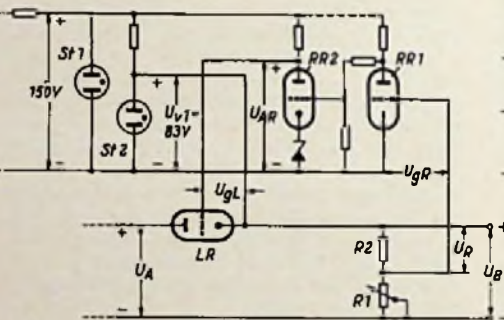 St 1
150V
St 2
U_v1 =
83V
U_AR
RR2
RR1
U_gR
U_gL
LR
U_A
R2
U_R
R1
U_B